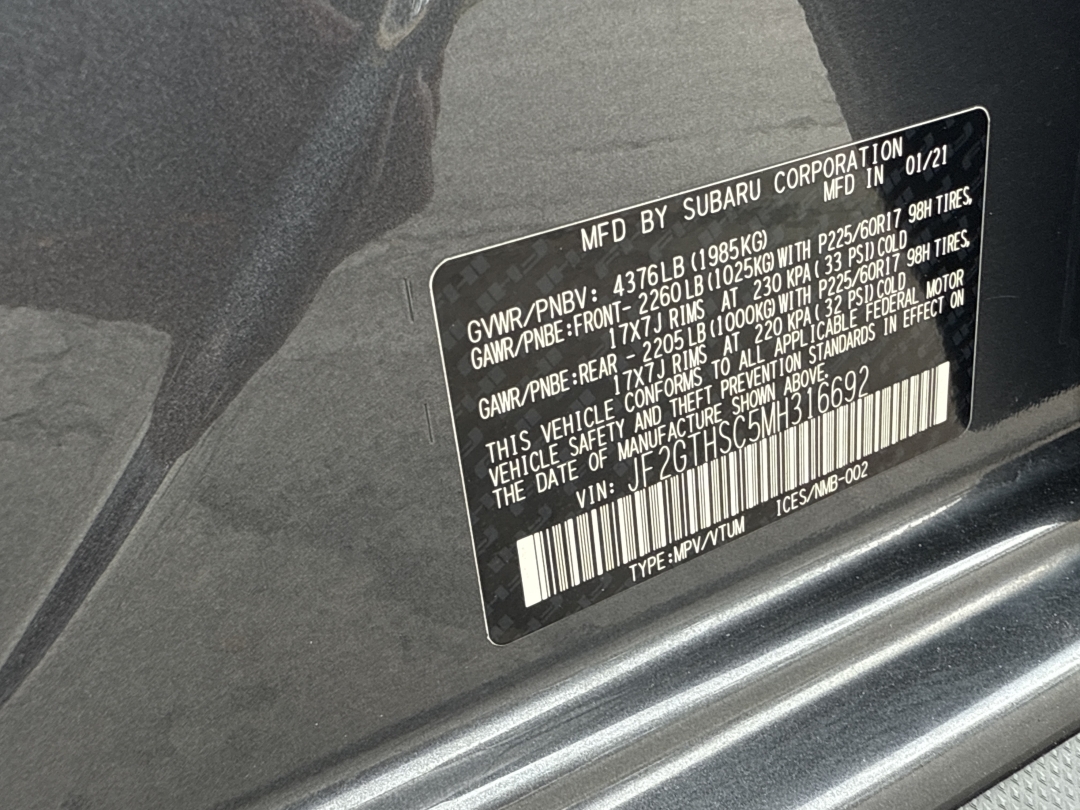 MFD BY SUBARU CORPORATION
MFD IN 01/21
GVWR/PNBV: 4376LB (1985KG)
GAWR/PNBE:FRONT- 2260LB (1025KG)WITH P225/60R17 98H TIRES,
17X7J RIMS AT 230 KPA( 33 PSI)COLD
GAWR/PNBE:REAR - 2205LB (1000KG)WITH P225/60R17 98H TIRES,
17X7J RIMS AT 220 KPA( 32 PSI)COLD
THIS VEHICLE CONFORMS TO ALL APPLICABLE FEDERAL MOTOR
VEHICLE SAFETY AND THEFT PREVENTION STANDARDS IN EFFECT ON
THE DATE OF MANUFACTURE SHOWN ABOVE.
VIN: JF2GTHSC5MH316692
TYPE:MPV/VTUM ICES/NMB-002